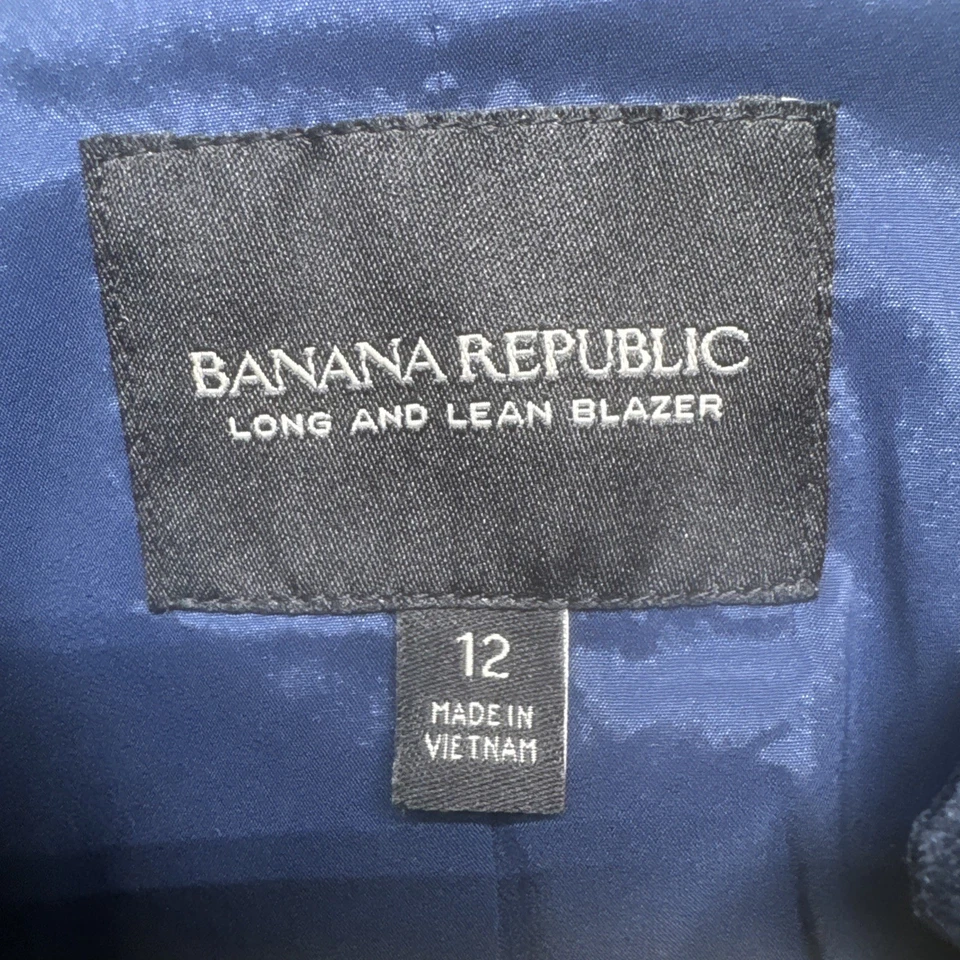 BANANA REPUBLIC
LONG AND LEAN BLAZER
12
MADE IN
VIETNAM